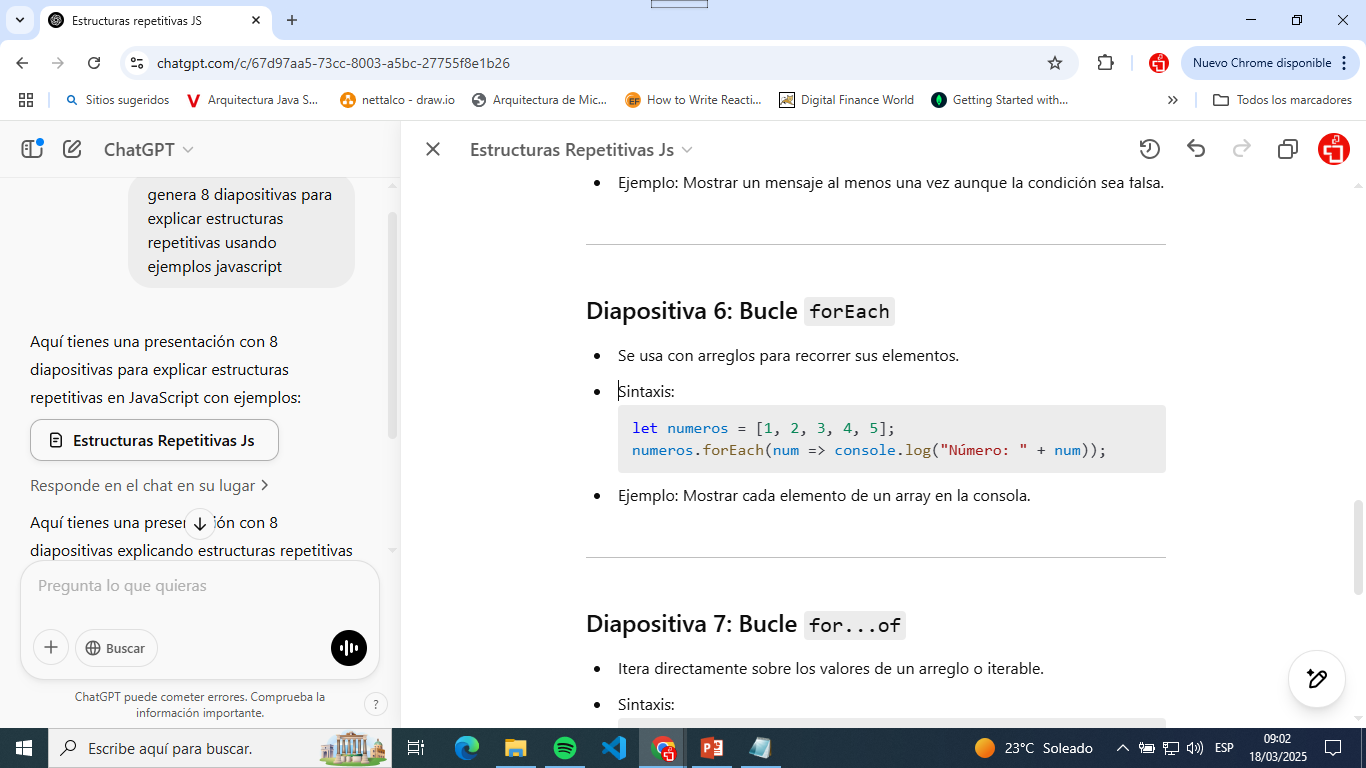 Estructuras repetitivas JS
chatgpt.com/c/67d97aa5-73cc-8003-a5bc-27755f8e1b26
Nuevo Chrome disponible
Sitios sugeridos
Arquitectura Java S...
nettalco - draw.io
Arquitectura de Mic...
How to Write Reacti...
Digital Finance World
Getting Started with...
Todos los marcadores
ChatGPT
genera 8 diapositivas para
explicar estructuras
repetitivas usando
ejemplos javascript
Aquí tienes una presentación con 8
diapositivas para explicar estructuras
repetitivas en JavaScript con ejemplos:
Estructuras Repetitivas Js
Responde en el chat en su lugar
Aquí tienes una presentación con 8
diapositivas explicando estructuras repetitivas
Pregunta lo que quieras
Buscar
ChatGPT puede cometer errores. Comprueba la
información importante.
?
Estructuras Repetitivas Js
• Ejemplo: Mostrar un mensaje al menos una vez aunque la condición sea falsa.
Diapositiva 6: Bucle forEach
• Se usa con arreglos para recorrer sus elementos.
• Sintaxis:
let numeros = [1, 2, 3, 4, 5];
numeros.forEach(num => console.log("Número: " + num));
• Ejemplo: Mostrar cada elemento de un array en la consola.
Diapositiva 7: Bucle for...of
• Itera directamente sobre los valores de un arreglo o iterable.
• Sintaxis:
Escribe aquí para buscar.
23°C Soleado
ESP
09:02
18/03/2025